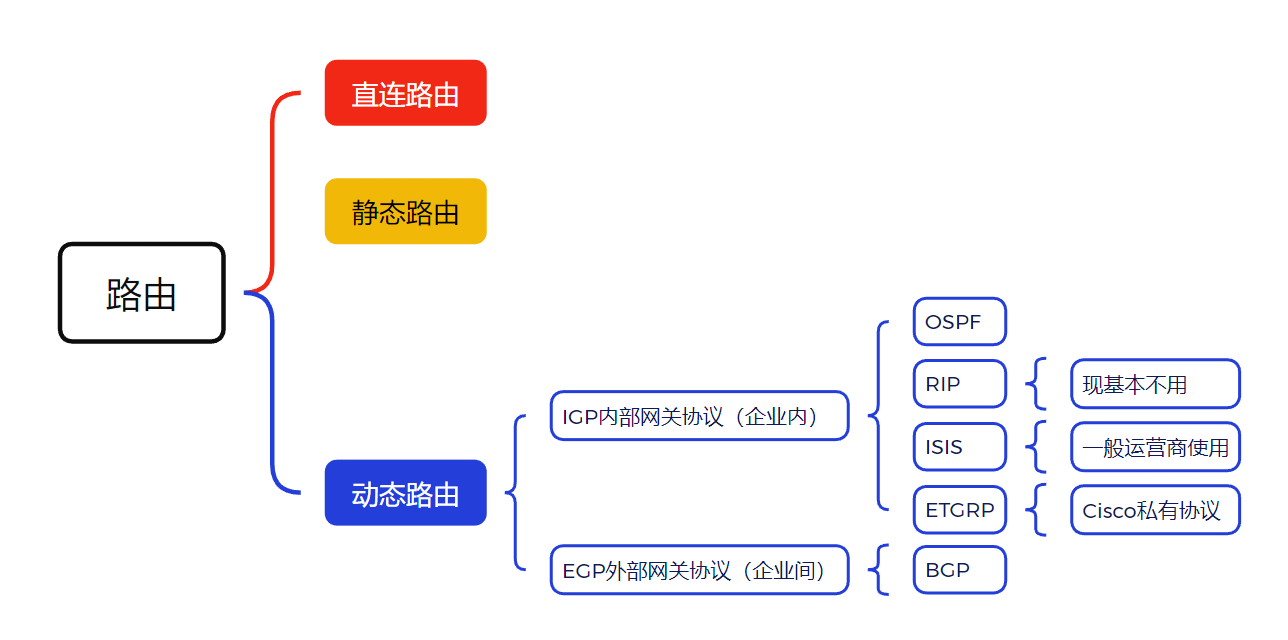 直连路由
静态路由
路由
动态路由
IGP内部网关协议（企业内）
OSPF
RIP
现基本不用
ISIS
一般运营商使用
ETGRP
Cisco私有协议
EGP外部网关协议（企业间）
BGP